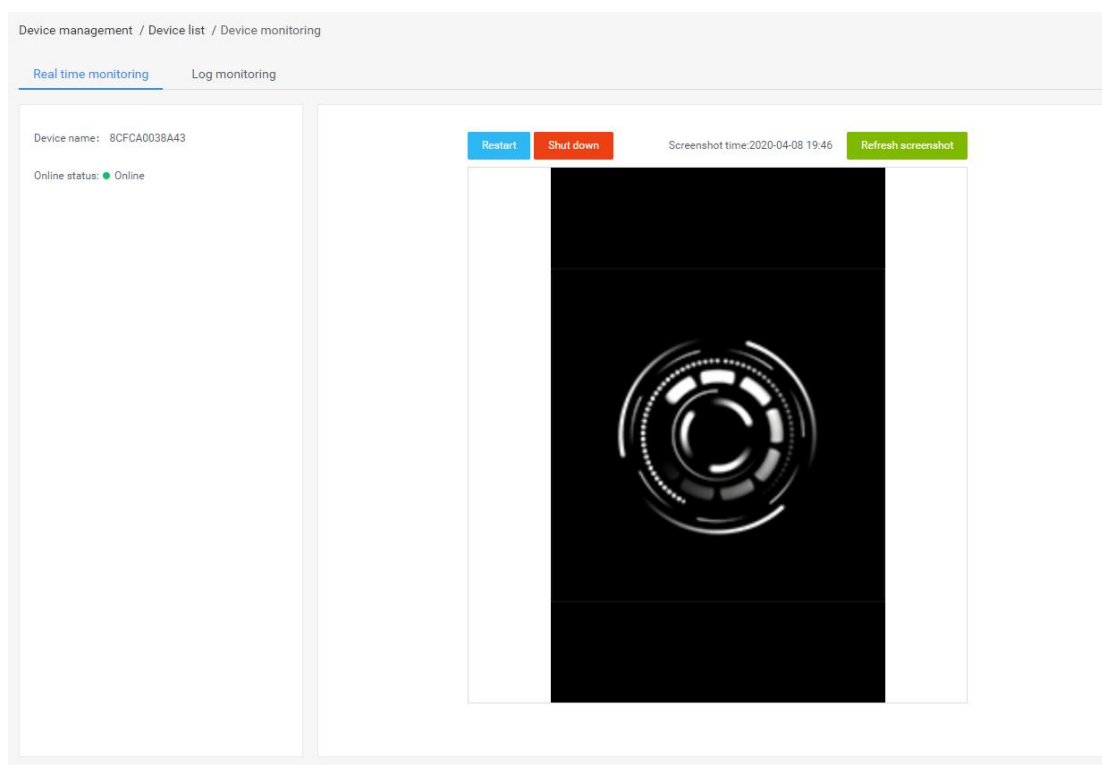 Device management / Device list / Device monitoring
Real time monitoring Log monitoring
Device name: 8CFCA0038A43
Online status: Online
Restart Shut down Screenshot time:2020-04-08 19:46 Refresh screenshot